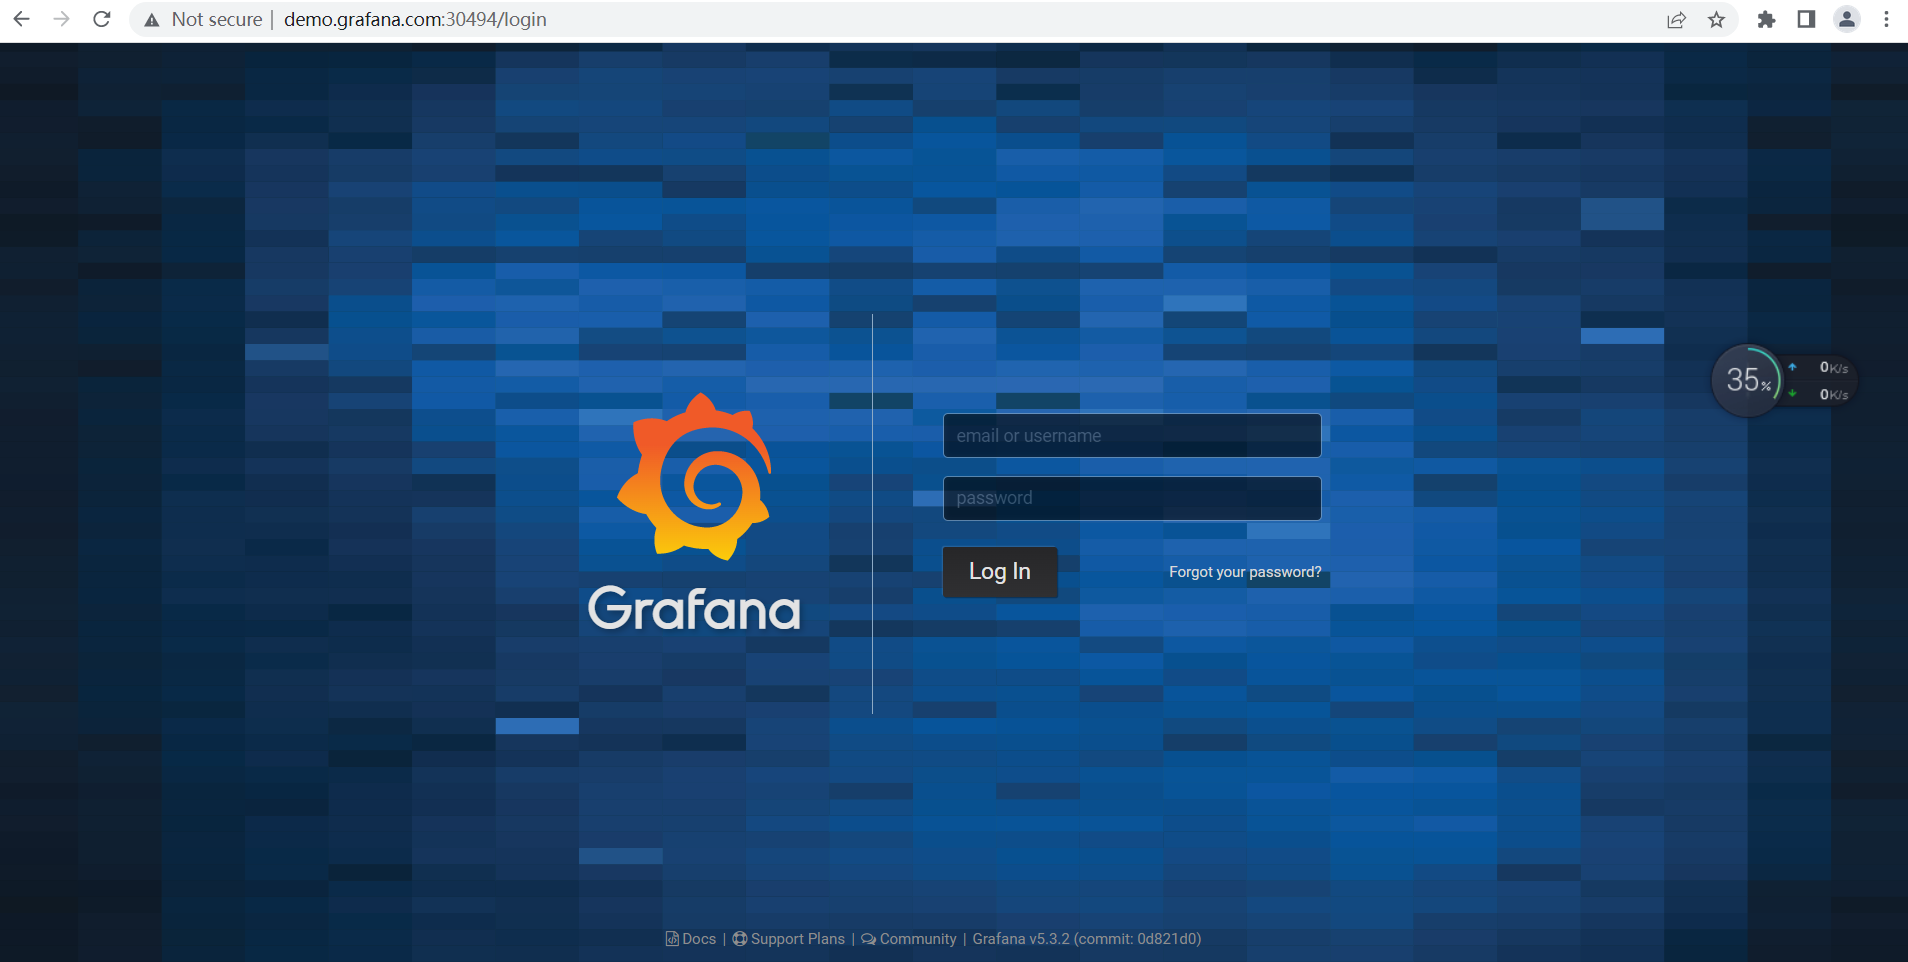 Not secure | demo.grafana.com:30494/login
35%
0K/s
0K/s
email or username
password
Log In
Forgot your password?
Grafana
Docs | Support Plans | Community | Grafana v5.3.2 (commit: 0d821d0)